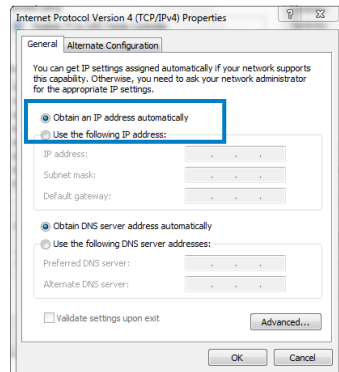 Internet Protocol Version 4 (TCP/IPv4) Properties
General
Alternate Configuration
You can get IP settings assigned automatically if your network supports
this capability. Otherwise, you need to ask your network administrator
for the appropriate IP settings.
Obtain an IP address automatically
Use the following IP address:
IP address:
Subnet mask:
Default gateway:
Obtain DNS server address automatically
Use the following DNS server addresses:
Preferred DNS server:
Alternate DNS server:
Validate settings upon exit
Advanced...
OK
Cancel